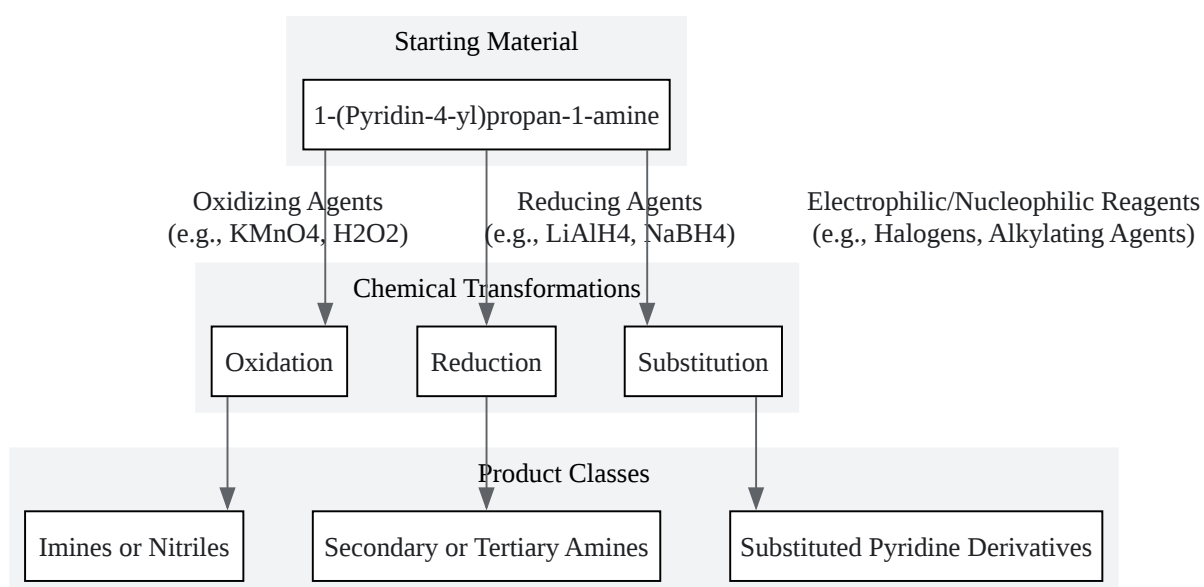 Starting Material
1-(Pyridin-4-yl)propan-1-amine
Oxidizing Agents
(e.g., KMnO4, H2O2)
Reducing Agents
(e.g., LiAlH4, NaBH4)
Electrophilic/Nucleophilic Reagents
(e.g., Halogens, Alkylating Agents)
Chemical Transformations
Oxidation
Reduction
Substitution
Product Classes
Imines or Nitriles
Secondary or Tertiary Amines
Substituted Pyridine Derivatives